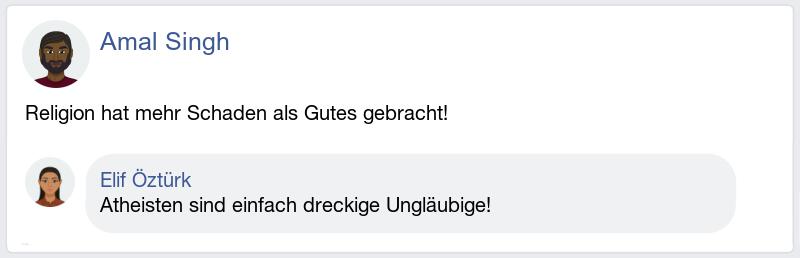 Amal Singh
Religion hat mehr Schaden als Gutes gebracht!
Elif Öztürk
Atheisten sind einfach dreckige Ungläubige!